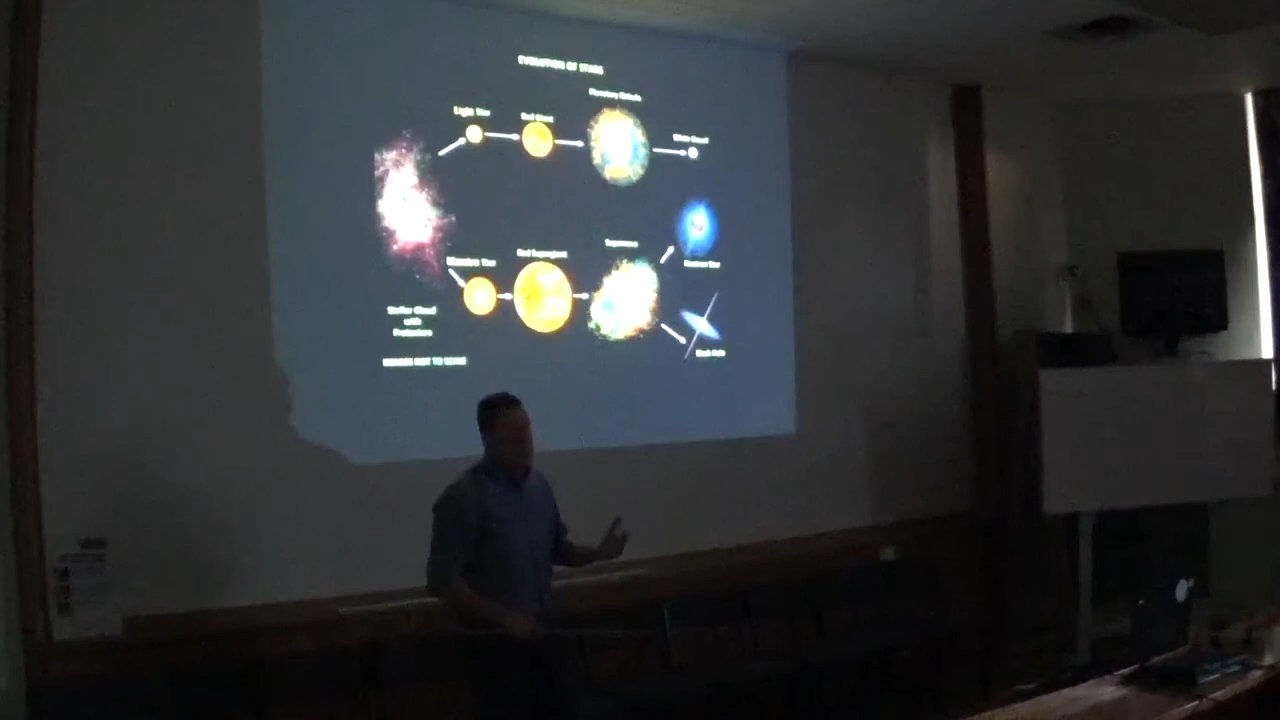 EVOLUTION OF STARS
Planetary Nebula
Light Star
Red Giant
White Dwarf
Massive Star
Red Supergiant
Supernova
Neutron Star
Stellar Cloud
with
Protostars
Black Hole
IMAGES NOT TO SCALE